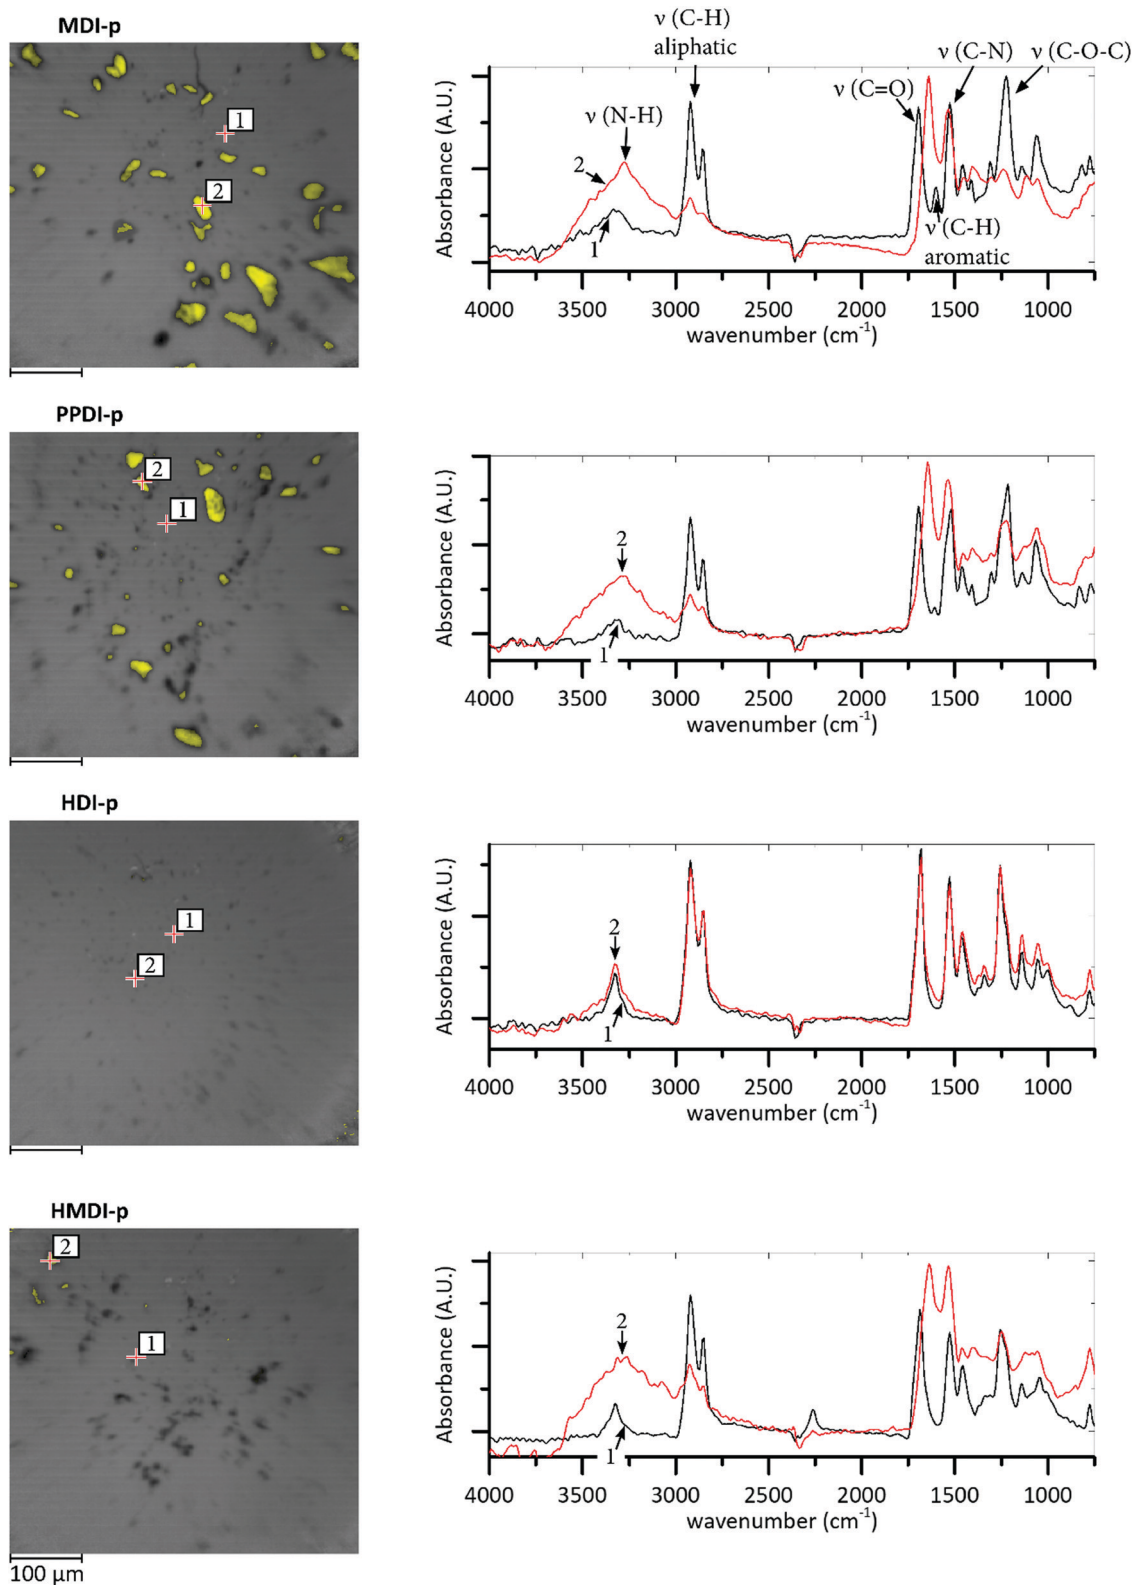 MDI-p
1
2
ν (C-H)
aliphatic
ν (C-N)
ν (C-O-C)
ν (C=O)
ν (N-H)
2
1
ν (C-H)
aromatic
Absorbance (A.U.)
4000 3500 3000 2500 2000 1500 1000
wavenumber (cm⁻¹)
PPDI-p
2
1
2
1
Absorbance (A.U.)
4000 3500 3000 2500 2000 1500 1000
wavenumber (cm⁻¹)
HDI-p
1
2
2
1
Absorbance (A.U.)
4000 3500 3000 2500 2000 1500 1000
wavenumber (cm⁻¹)
HMDI-p
2
1
2
1
Absorbance (A.U.)
4000 3500 3000 2500 2000 1500 1000
wavenumber (cm⁻¹)
100 µm